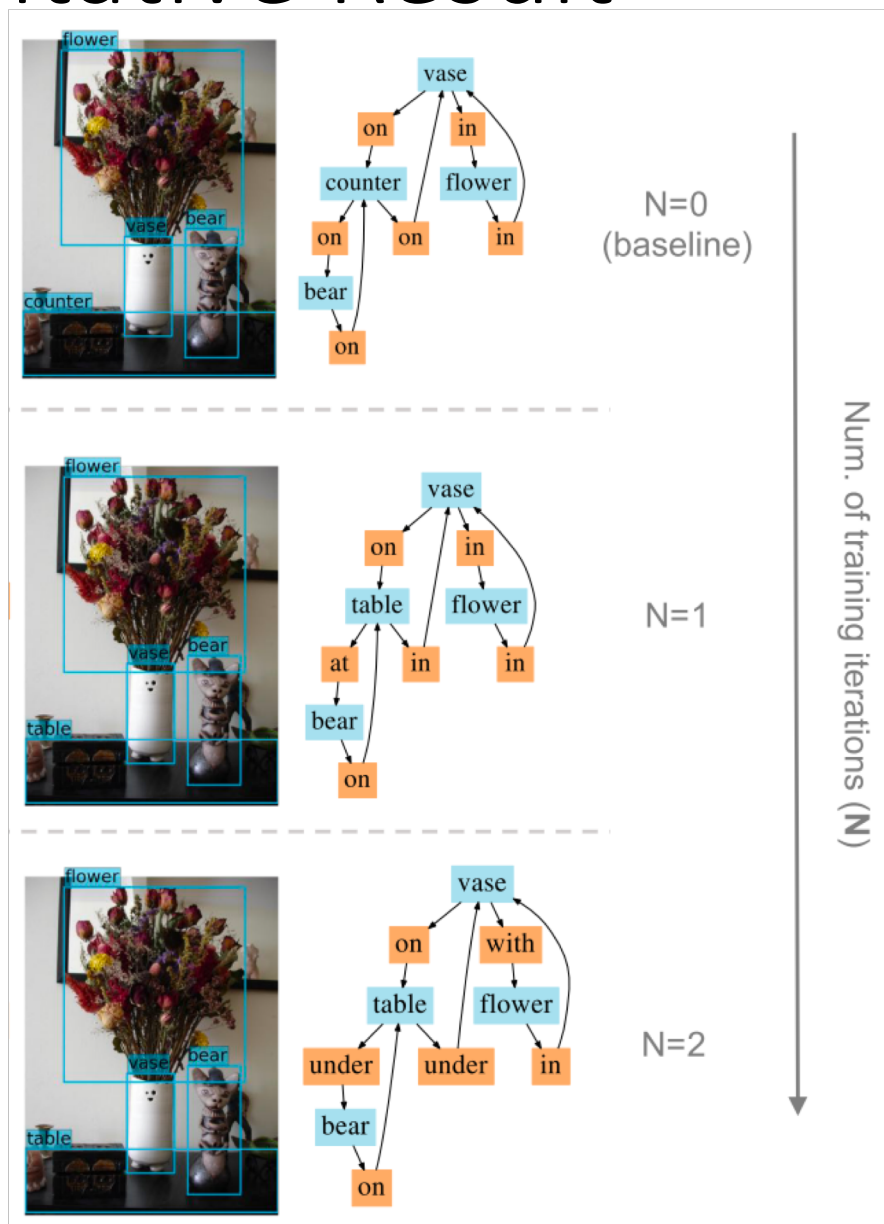 flower
vase
bear
counter
vase
on
in
counter
flower
on
on
in
bear
on
N=0
(baseline)
flower
vase
bear
table
vase
on
in
table
flower
at
in
in
bear
on
N=1
flower
vase
bear
table
vase
on
with
table
flower
under
under
in
bear
on
N=2
Num. of training iterations (N)